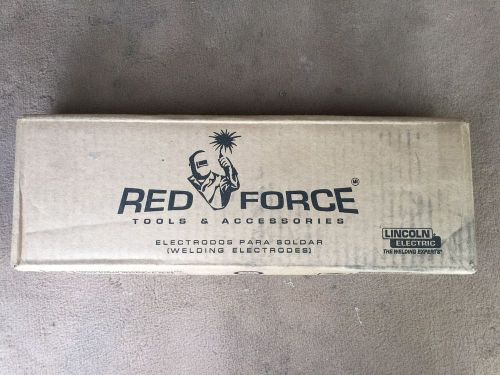 RED FORCE
TOOLS & ACCESSORIES
ELECTRODOS PARA SOLDAR
(WELDING ELECTRODES)
LINCOLN
ELECTRIC
THE WELDING EXPERTS®